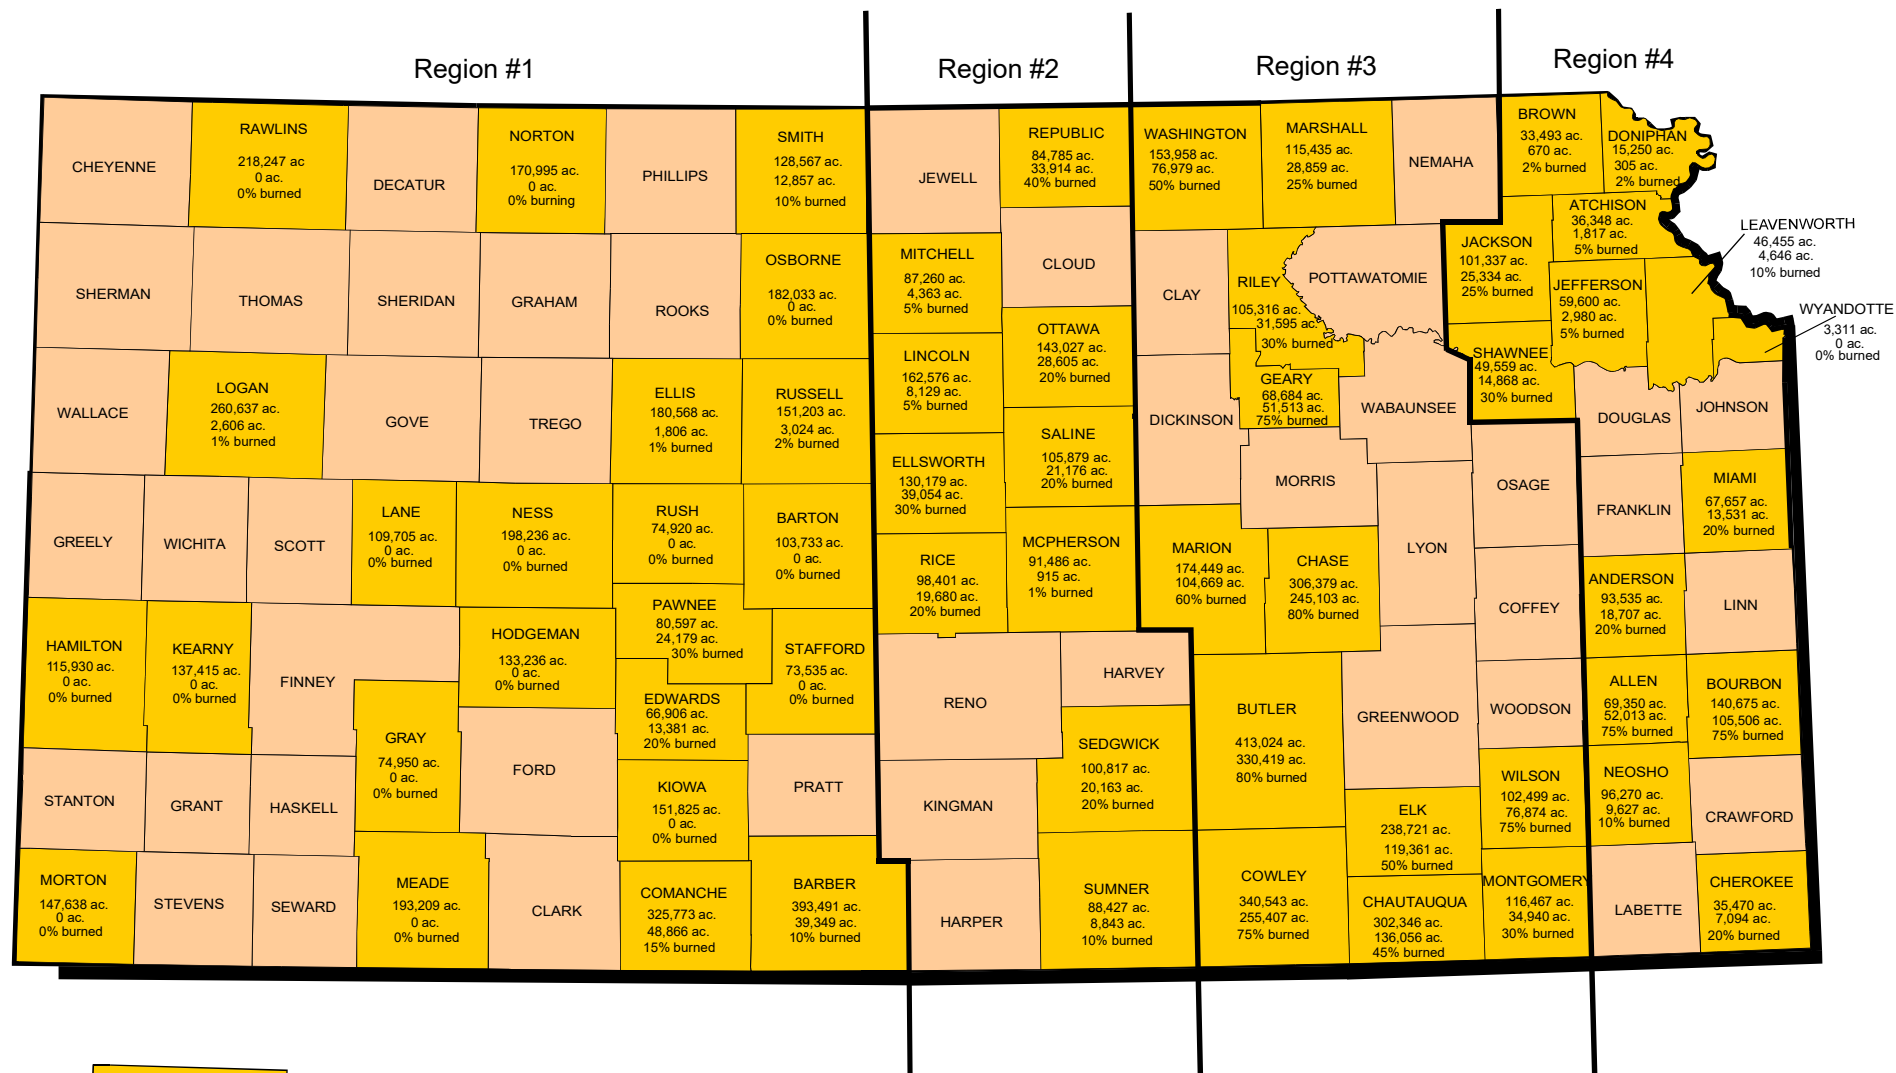 Region #1
Region #2
Region #3
Region #4
CHEYENNE
RAWLINS
218,247 ac
0 ac.
0% burned
DECATUR
NORTON
170,995 ac.
0 ac.
0% burning
PHILLIPS
SMITH
128,567 ac.
12,857 ac.
10% burned
JEWELL
REPUBLIC
84,785 ac.
33,914 ac.
40% burned
WASHINGTON
153,958 ac.
76,979 ac.
50% burned
MARSHALL
115,435 ac.
28,859 ac.
25% burned
NEMAHA
BROWN
33,493 ac.
670 ac.
2% burned
DONIPHAN
15,250 ac.
305 ac.
2% burned
SHERMAN
THOMAS
SHERIDAN
GRAHAM
ROOKS
OSBORNE
182,033 ac.
0 ac.
0% burned
MITCHELL
87,260 ac.
4,363 ac.
5% burned
CLOUD
CLAY
RILEY
105,316 ac.
31,595 ac.
30% burned
POTTAWATOMIE
JACKSON
101,337 ac.
25,334 ac.
25% burned
ATCHISON
36,348 ac.
1,817 ac.
5% burned
LEAVENWORTH
46,455 ac.
4,646 ac.
10% burned
JEFFERSON
59,600 ac.
2,980 ac.
5% burned
WYANDOTTE
3,311 ac.
0 ac.
0% burned
WALLACE
LOGAN
260,637 ac.
2,606 ac.
1% burned
GOVE
TREGO
ELLIS
180,568 ac.
1,806 ac.
1% burned
RUSSELL
151,203 ac.
3,024 ac.
2% burned
LINCOLN
162,576 ac.
8,129 ac.
5% burned
OTTAWA
143,027 ac.
28,605 ac.
20% burned
DICKINSON
GEARY
68,684 ac.
51,513 ac.
75% burned
WABAUNSEE
SHAWNEE
49,559 ac.
14,868 ac.
30% burned
DOUGLAS
JOHNSON
GREELY
WICHITA
SCOTT
LANE
109,705 ac.
0 ac.
0% burned
NESS
198,236 ac.
0 ac.
0% burned
RUSH
74,920 ac.
0 ac.
0% burned
BARTON
103,733 ac.
0 ac.
0% burned
ELLSWORTH
130,179 ac.
39,054 ac.
30% burned
SALINE
105,879 ac.
21,176 ac.
20% burned
MORRIS
OSAGE
FRANKLIN
MIAMI
67,657 ac.
13,531 ac.
20% burned
RICE
98,401 ac.
19,680 ac.
20% burned
MCPHERSON
91,486 ac.
915 ac.
1% burned
MARION
174,449 ac.
104,669 ac.
60% burned
CHASE
306,379 ac.
245,103 ac.
80% burned
LYON
COFFEY
ANDERSON
93,535 ac.
18,707 ac.
20% burned
LINN
HAMILTON
115,930 ac.
0 ac.
0% burned
KEARNY
137,415 ac.
0 ac.
0% burned
FINNEY
HODGEMAN
133,236 ac.
0 ac.
0% burned
PAWNEE
80,597 ac.
24,179 ac.
30% burned
STAFFORD
73,535 ac.
0 ac.
0% burned
EDWARDS
66,906 ac.
13,381 ac.
20% burned
GRAY
74,950 ac.
0 ac.
0% burned
FORD
RENO
HARVEY
SEDGWICK
100,817 ac.
20,163 ac.
20% burned
BUTLER
413,024 ac.
330,419 ac.
80% burned
GREENWOOD
WOODSON
ALLEN
69,350 ac.
52,013 ac.
75% burned
BOURBON
140,675 ac.
105,506 ac.
75% burned
STANTON
GRANT
HASKELL
KIOWA
151,825 ac.
0 ac.
0% burned
PRATT
KINGMAN
ELK
238,721 ac.
119,361 ac.
50% burned
WILSON
102,499 ac.
76,874 ac.
75% burned
NEOSHO
96,270 ac.
9,627 ac.
10% burned
CRAWFORD
MORTON
147,638 ac.
0 ac.
0% burned
STEVENS
SEWARD
MEADE
193,209 ac.
0 ac.
0% burned
CLARK
COMANCHE
325,773 ac.
48,866 ac.
15% burned
BARBER
393,491 ac.
39,349 ac.
10% burned
HARPER
SUMNER
88,427 ac.
8,843 ac.
10% burned
COWLEY
340,543 ac.
255,407 ac.
75% burned
CHAUTAUQUA
302,346 ac.
136,056 ac.
45% burned
MONTGOMERY
116,467 ac.
34,940 ac.
30% burned
LABETTE
CHEROKEE
35,470 ac.
7,094 ac.
20% burned